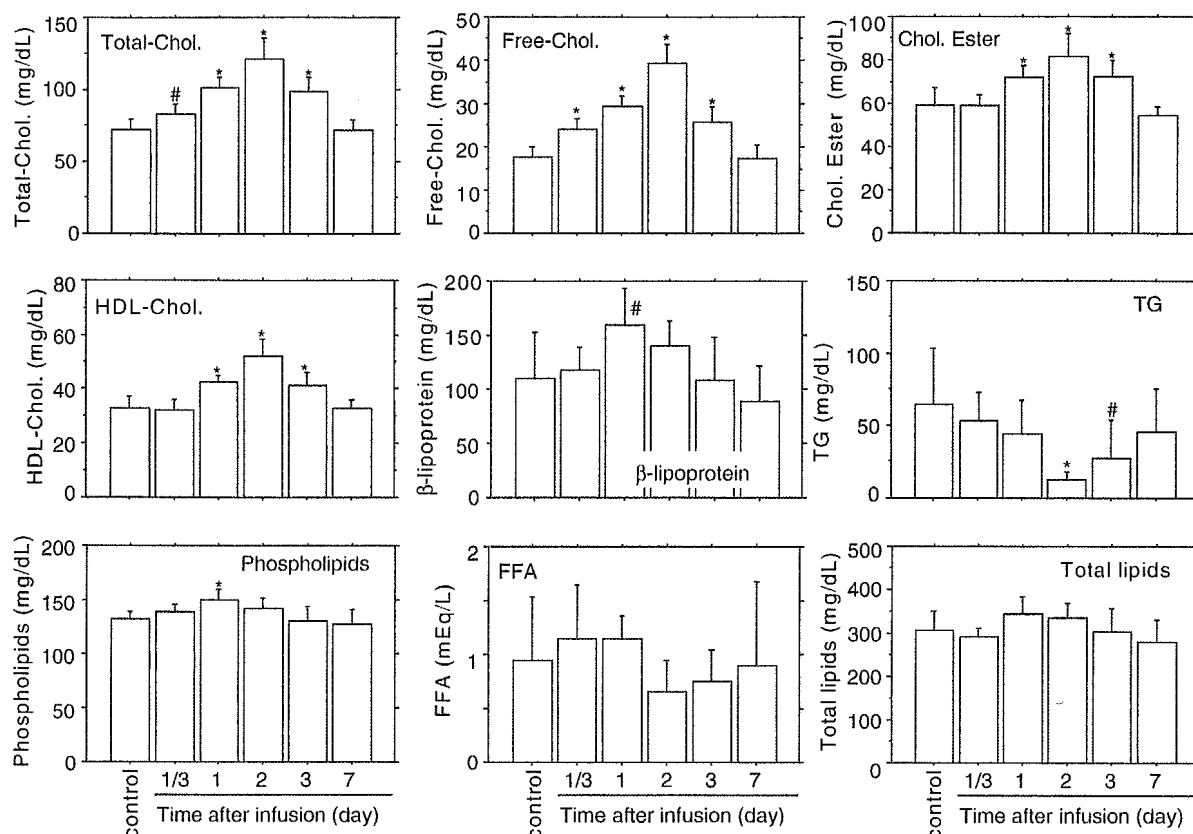 Total-Chol. (mg/dL)
150
100
50
0
Total-Chol.
#
*
*
*
Free-Chol. (mg/dL)
50
40
30
20
10
0
Free-Chol.
*
*
*
*
Chol. Ester (mg/dL)
100
80
60
40
20
0
Chol. Ester
*
*
*
HDL-Chol. (mg/dL)
80
60
40
20
0
HDL-Chol.
*
*
*
β-lipoprotein (mg/dL)
200
150
100
50
0
#
β-lipoprotein
TG (mg/dL)
150
100
50
0
TG
*
#
Phospholipids (mg/dL)
200
150
100
50
0
Phospholipids
*
FFA (mEq/L)
2
1
0
FFA
Total lipids (mg/dL)
500
400
300
200
100
0
Total lipids
control 1/3 1 2 3 7
Time after infusion (day)
control 1/3 1 2 3 7
Time after infusion (day)
control 1/3 1 2 3 7
Time after infusion (day)